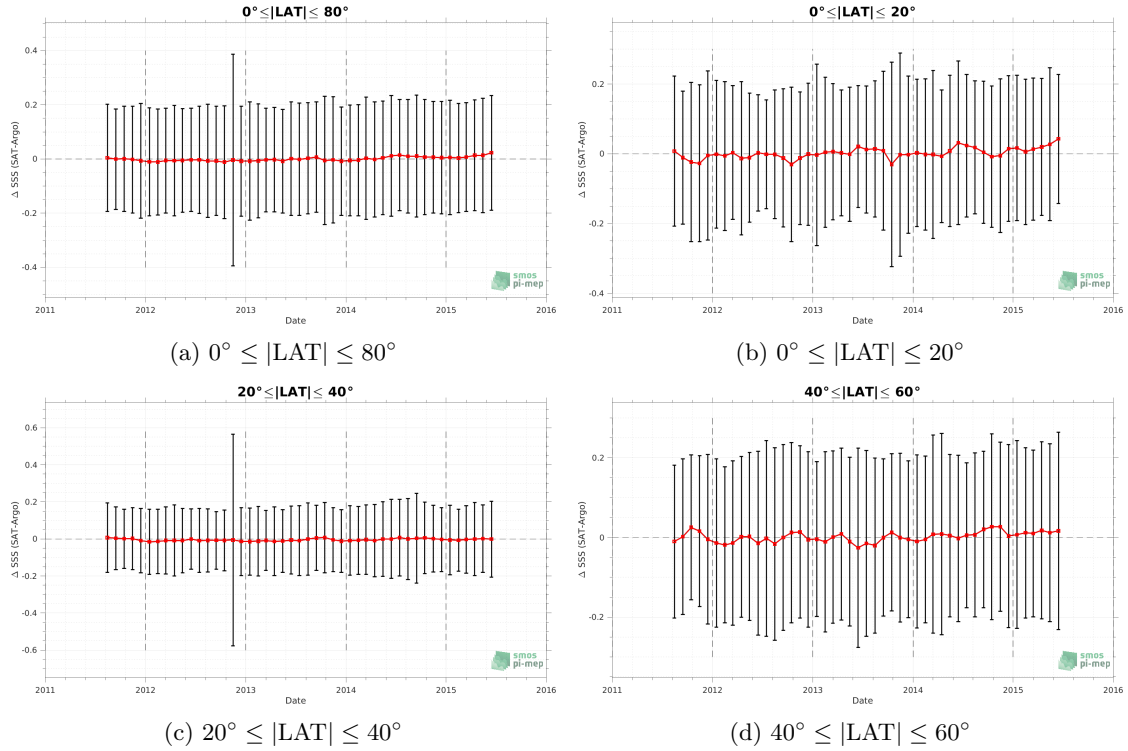 0°≤|LAT|≤ 80°
0.4
0.2
0
-0.2
-0.4
Δ SSS (SAT-Argo)
2011 2012 2013 2014 2015 2016
Date
smos
pi-mep
(a) 0° ≤ |LAT| ≤ 80°
0°≤|LAT|≤ 20°
0.2
0
-0.2
-0.4
Δ SSS (SAT-Argo)
2011 2012 2013 2014 2015 2016
Date
smos
pi-mep
(b) 0° ≤ |LAT| ≤ 20°
20°≤|LAT|≤ 40°
0.6
0.4
0.2
0
-0.2
-0.4
-0.6
Δ SSS (SAT-Argo)
2011 2012 2013 2014 2015 2016
Date
smos
pi-mep
(c) 20° ≤ |LAT| ≤ 40°
40°≤|LAT|≤ 60°
0.2
0
-0.2
Δ SSS (SAT-Argo)
2011 2012 2013 2014 2015 2016
Date
smos
pi-mep
(d) 40° ≤ |LAT| ≤ 60°